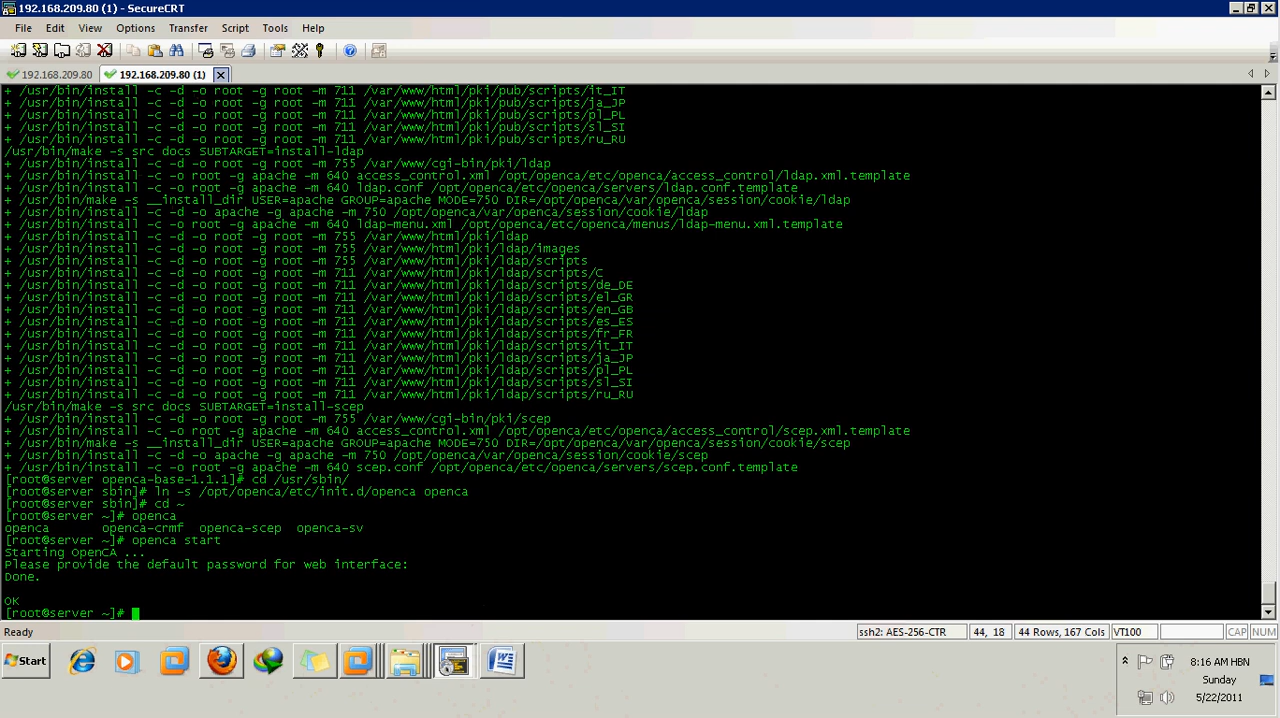 192.168.209.80 (1) - SecureCRT
File Edit View Options Transfer Script Tools Help
192.168.209.80 192.168.209.80 (1)
+ /usr/bin/install -c -d -o root -g root -m 711 /var/www/html/pki/pub/scripts/it_IT
+ /usr/bin/install -c -d -o root -g root -m 711 /var/www/html/pki/pub/scripts/ja_JP
+ /usr/bin/install -c -d -o root -g root -m 711 /var/www/html/pki/pub/scripts/pl_PL
+ /usr/bin/install -c -d -o root -g root -m 711 /var/www/html/pki/pub/scripts/sl_SI
+ /usr/bin/install -c -d -o root -g root -m 711 /var/www/html/pki/pub/scripts/ru_RU
/usr/bin/make -s src docs SUBTARGET=install-ldap
+ /usr/bin/install -c -d -o root -g root -m 755 /var/www/cgi-bin/pki/ldap
+ /usr/bin/install -c -o root -g apache -m 640 access_control.xml /opt/openca/etc/openca/access_control/ldap.xml.template
+ /usr/bin/install -c -o root -g apache -m 640 ldap.conf /opt/openca/etc/openca/servers/ldap.conf.template
+ /usr/bin/make -s __install_dir USER=apache GROUP=apache MODE=750 DIR=/opt/openca/var/openca/session/cookie/ldap
+ /usr/bin/install -c -d -o apache -g apache -m 750 /opt/openca/var/openca/session/cookie/ldap
+ /usr/bin/install -c -o root -g apache -m 640 ldap-menu.xml /opt/openca/etc/openca/menus/ldap-menu.xml.template
+ /usr/bin/install -c -d -o root -g root -m 755 /var/www/html/pki/ldap
+ /usr/bin/install -c -d -o root -g root -m 755 /var/www/html/pki/ldap/images
+ /usr/bin/install -c -d -o root -g root -m 755 /var/www/html/pki/ldap/scripts
+ /usr/bin/install -c -d -o root -g root -m 711 /var/www/html/pki/ldap/scripts/C
+ /usr/bin/install -c -d -o root -g root -m 711 /var/www/html/pki/ldap/scripts/de_DE
+ /usr/bin/install -c -d -o root -g root -m 711 /var/www/html/pki/ldap/scripts/el_GR
+ /usr/bin/install -c -d -o root -g root -m 711 /var/www/html/pki/ldap/scripts/en_GB
+ /usr/bin/install -c -d -o root -g root -m 711 /var/www/html/pki/ldap/scripts/es_ES
+ /usr/bin/install -c -d -o root -g root -m 711 /var/www/html/pki/ldap/scripts/fr_FR
+ /usr/bin/install -c -d -o root -g root -m 711 /var/www/html/pki/ldap/scripts/it_IT
+ /usr/bin/install -c -d -o root -g root -m 711 /var/www/html/pki/ldap/scripts/ja_JP
+ /usr/bin/install -c -d -o root -g root -m 711 /var/www/html/pki/ldap/scripts/pl_PL
+ /usr/bin/install -c -d -o root -g root -m 711 /var/www/html/pki/ldap/scripts/sl_SI
+ /usr/bin/install -c -d -o root -g root -m 711 /var/www/html/pki/ldap/scripts/ru_RU
/usr/bin/make -s src docs SUBTARGET=install-scep
+ /usr/bin/install -c -d -o root -g root -m 755 /var/www/cgi-bin/pki/scep
+ /usr/bin/install -c -o root -g apache -m 640 access_control.xml /opt/openca/etc/openca/access_control/scep.xml.template
+ /usr/bin/make -s __install_dir USER=apache GROUP=apache MODE=750 DIR=/opt/openca/var/openca/session/cookie/scep
+ /usr/bin/install -c -d -o apache -g apache -m 750 /opt/openca/var/openca/session/cookie/scep
+ /usr/bin/install -c -o root -g apache -m 640 scep.conf /opt/openca/etc/openca/servers/scep.conf.template
[root@server openca-base-1.1.1]# cd /usr/sbin/
[root@server sbin]# ln -s /opt/openca/etc/init.d/openca openca
[root@server sbin]# cd ~
[root@server ~]# openca
openca openca-crmf openca-scep openca-sv
[root@server ~]# openca start
Starting OpenCA ...
Please provide the default password for web interface:
Done.
OK
[root@server ~]#
Ready ssh2: AES-256-CTR 44, 18 44 Rows, 167 Cols VT100 CAP NUM
Start
8:16 AM HBN
Sunday
5/22/2011